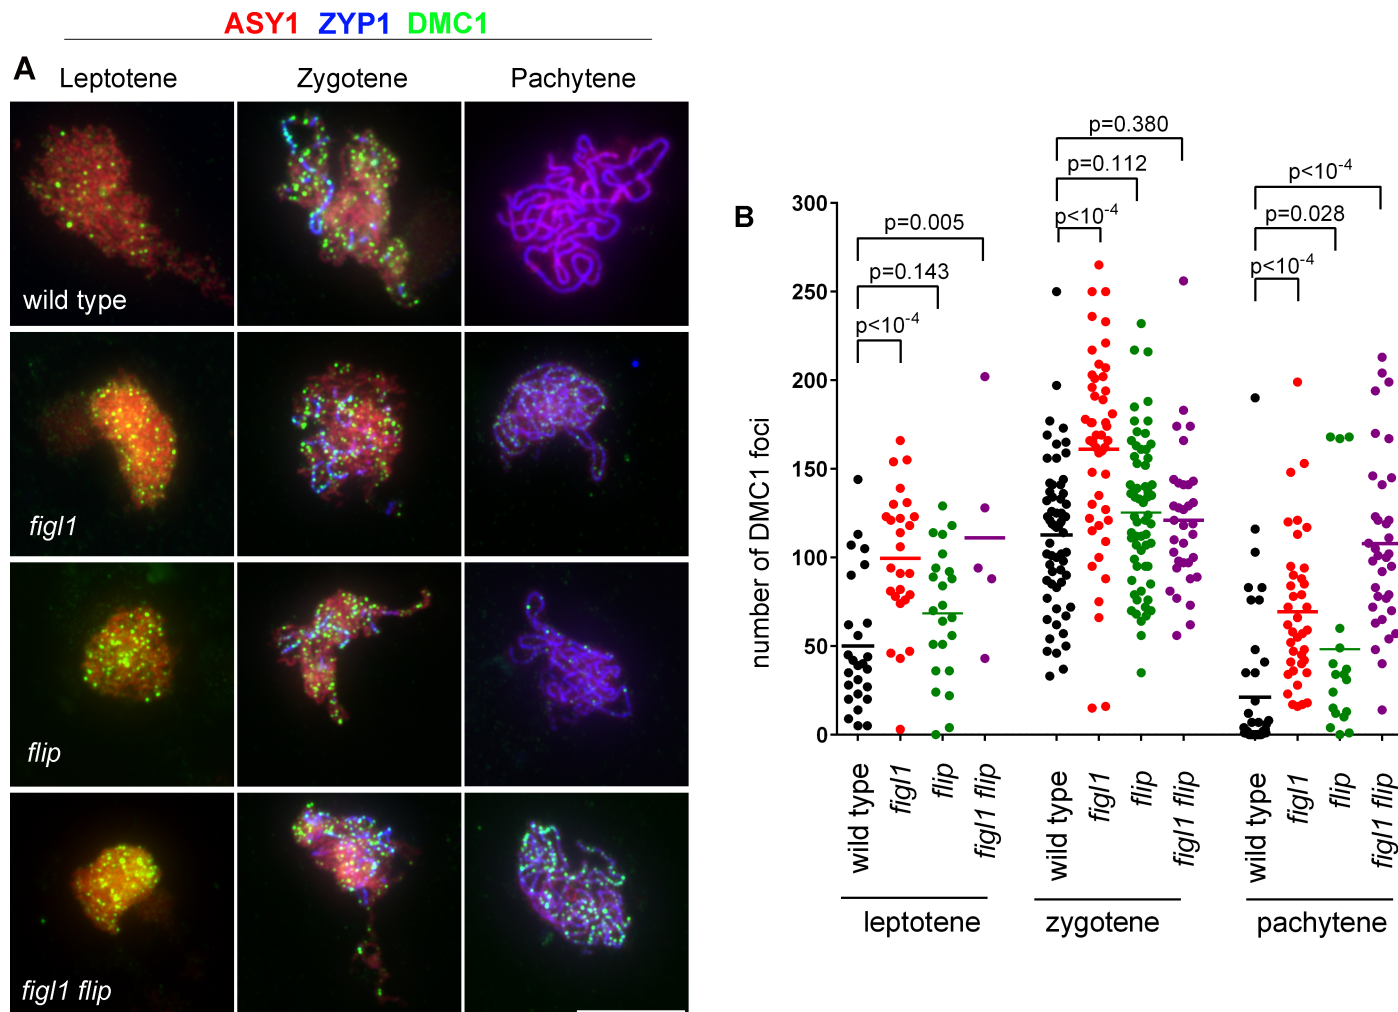 ASY1 ZYP1 DMC1
A
Leptotene Zygotene Pachytene
wild type
figl1
flip
figl1 flip
B
number of DMC1 foci
300
250
200
150
100
50
0
p=0.005
p=0.143
p<10-4
p=0.380
p=0.112
p<10-4
p<10-4
p=0.028
p<10-4
wild type
figl1
flip
figl1 flip
wild type
figl1
flip
figl1 flip
wild type
figl1
flip
figl1 flip
leptotene zygotene pachytene